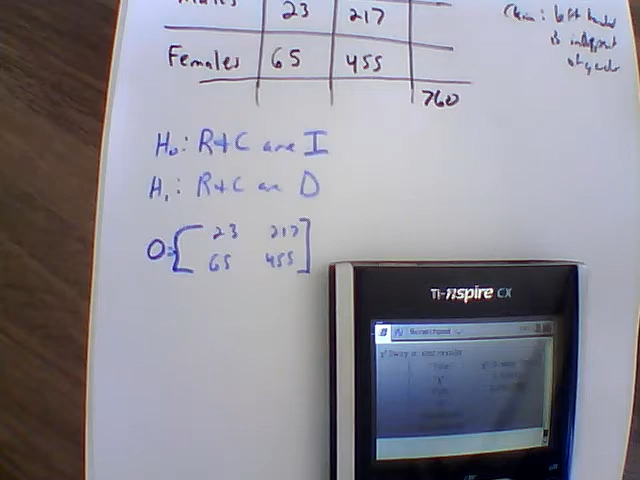 Males 23 217
Claim: left handed
is independent
of gender
Females 65 455
760
H₀: R+C are I
H₁: R+C are D
O=[23 217
65 455]
TI-nspire CX